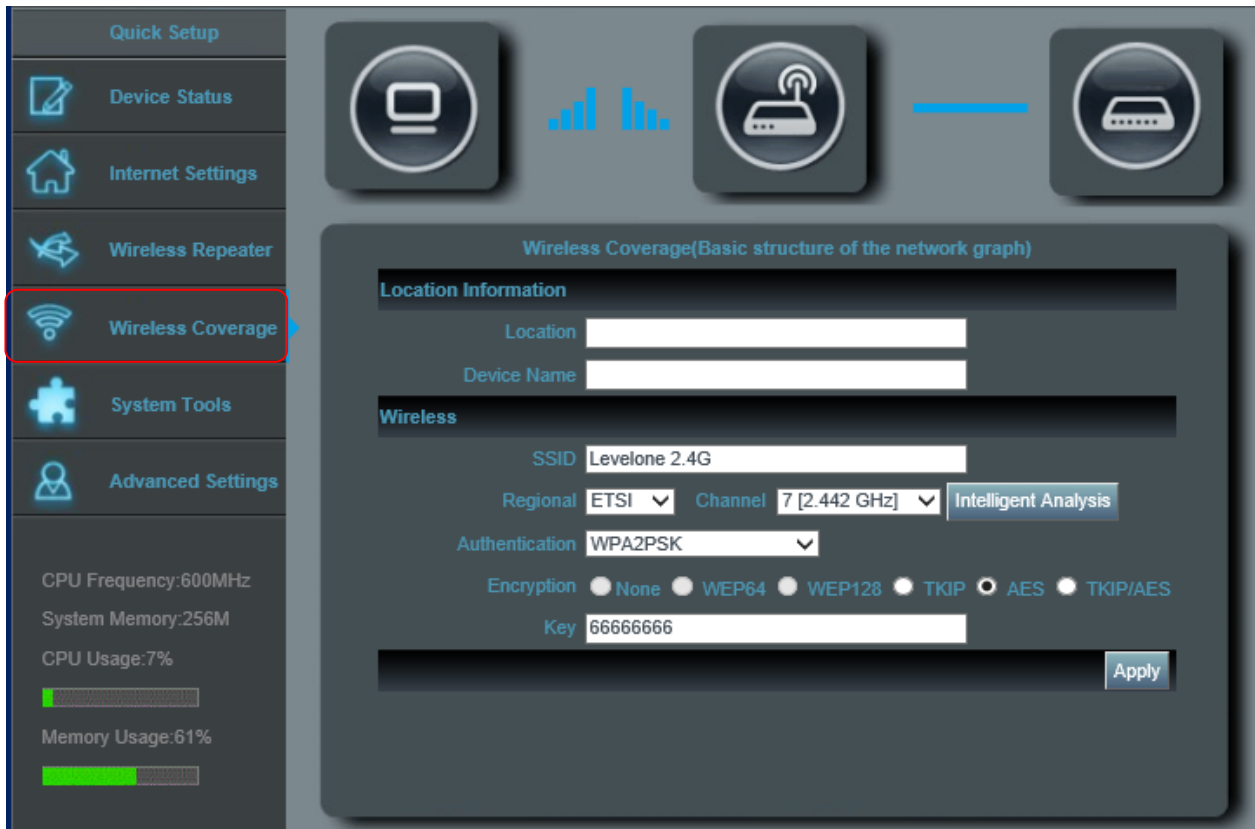 Quick Setup
Device Status
Internet Settings
Wireless Repeater
Wireless Coverage
System Tools
Advanced Settings
CPU Frequency:600MHz
System Memory:256M
CPU Usage:7%
Memory Usage:61%
Wireless Coverage(Basic structure of the network graph)
Location Information
Location
Device Name
Wireless
SSID Levelone 2.4G
Regional ETSI Channel 7 [2.442 GHz] Intelligent Analysis
Authentication WPA2PSK
Encryption None WEP64 WEP128 TKIP AES TKIP/AES
Key 66666666
Apply